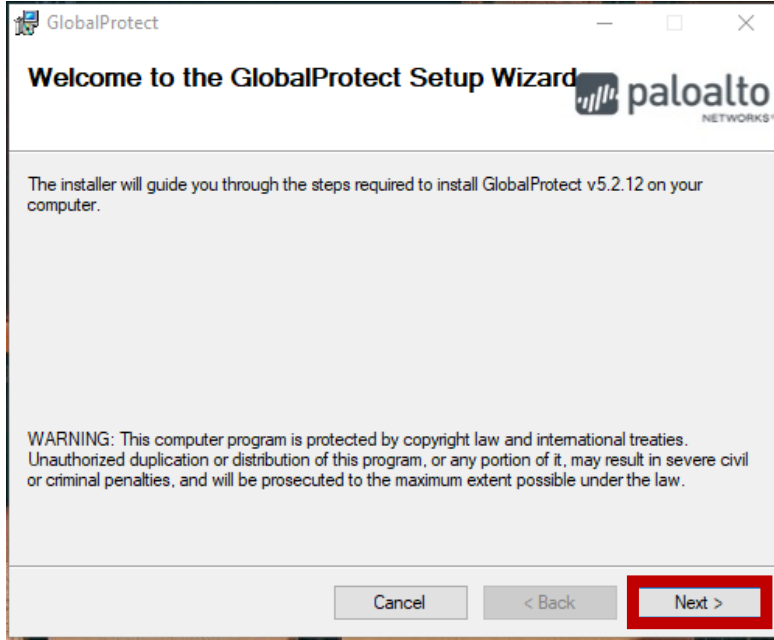 GlobalProtect
Welcome to the GlobalProtect Setup Wizard
paloalto
NETWORKS
The installer will guide you through the steps required to install GlobalProtect v5.2.12 on your
computer.
WARNING: This computer program is protected by copyright law and international treaties.
Unauthorized duplication or distribution of this program, or any portion of it, may result in severe civil
or criminal penalties, and will be prosecuted to the maximum extent possible under the law.
Cancel < Back Next >